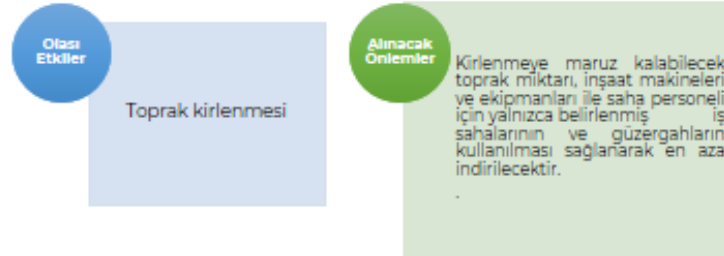 Olası
Etkiler
Toprak kirlenmesi
Alınacak
Önlemler
Kirlenmeye maruz kalabilecek
toprak miktarı, inşaat makineleri
ve ekipmanları ile saha personeli
için yalnızca belirlenmiş iş
sahalarının ve güzergahların
kullanılması sağlanarak en aza
indirilecektir.
.